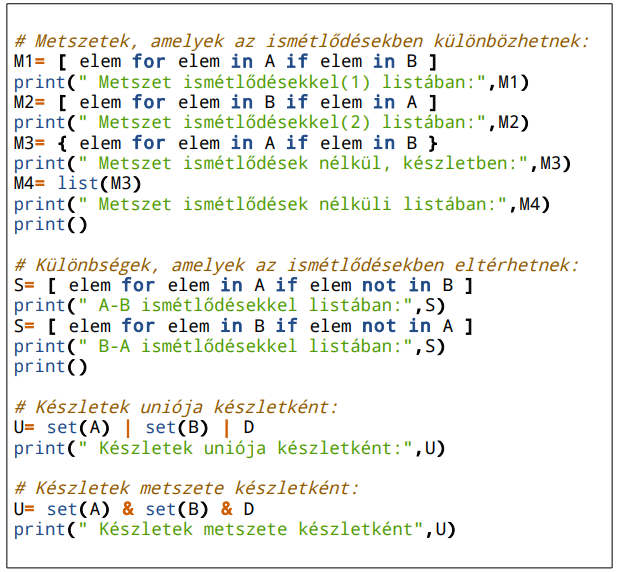 # Metszetek, amelyek az ismétlődésekben különbözhetnek:
M1= [ elem for elem in A if elem in B ]
print(" Metszet ismétlődésekkel(1) listában:",M1)
M2= [ elem for elem in B if elem in A ]
print(" Metszet ismétlődésekkel(2) listában:",M2)
M3= { elem for elem in A if elem in B }
print(" Metszet ismétlődések nélkül, készletben:",M3)
M4= list(M3)
print(" Metszet ismétlődések nélküli listában:",M4)
print()
# Különbségek, amelyek az ismétlődésekben eltérhetnek:
S= [ elem for elem in A if elem not in B ]
print(" A-B ismétlődésekkel listában:",S)
S= [ elem for elem in B if elem not in A ]
print(" B-A ismétlődésekkel listában:",S)
print()
# Készletek uniója készletként:
U= set(A) | set(B) | D
print(" Készletek uniója készletként:",U)
# Készletek metszete készletként:
U= set(A) & set(B) & D
print(" Készletek metszete készletként",U)